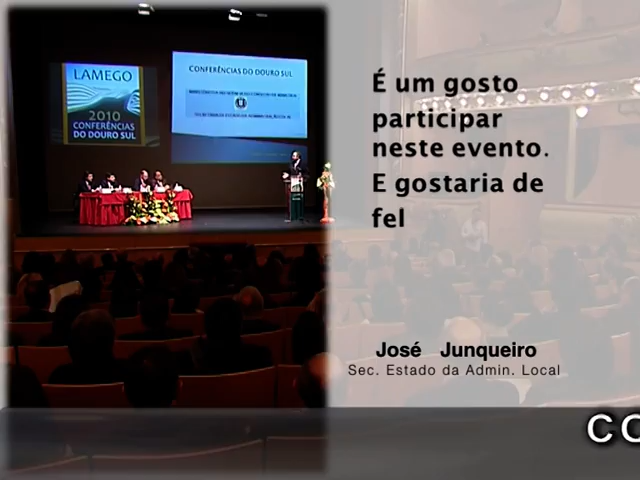 LAMEGO
2010
CONFERÊNCIAS
DO DOURO SUL
CONFERÊNCIAS DO DOURO SUL
É um gosto
participar
neste evento.
E gostaria de
fel
José Junqueiro
Sec. Estado da Admin. Local
CO